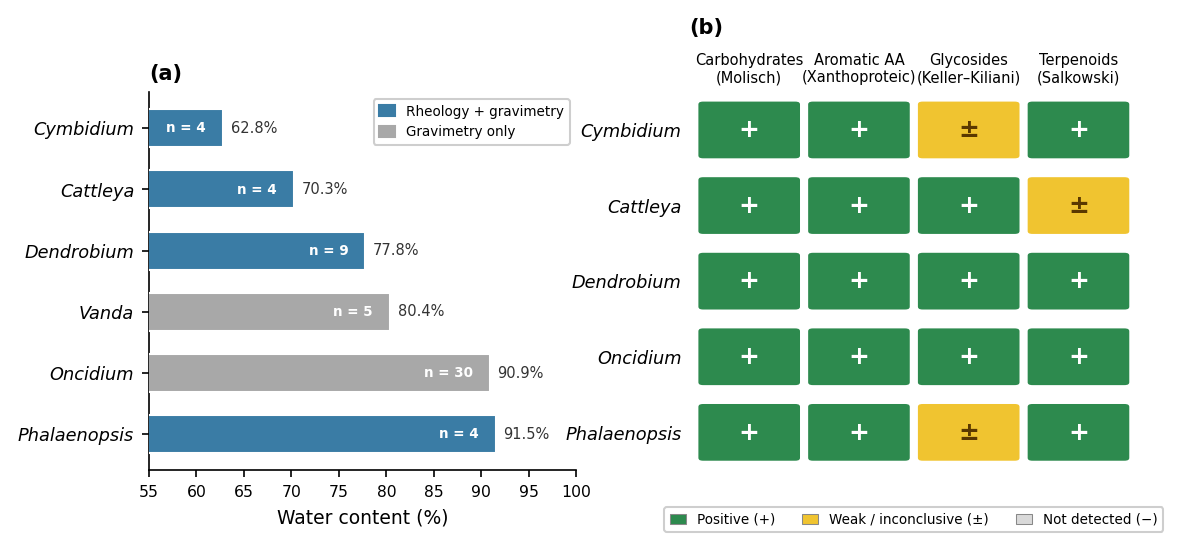 (a)
Rheology + gravimetry
Gravimetry only
Cymbidium n = 4 62.8%
Cattleya n = 4 70.3%
Dendrobium n = 9 77.8%
Vanda n = 5 80.4%
Oncidium n = 30 90.9%
Phalaenopsis n = 4 91.5%
55 60 65 70 75 80 85 90 95 100
Water content (%)
(b)
Carbohydrates Aromatic AA Glycosides Terpenoids
(Molisch) (Xanthoproteic) (Keller–Kiliani) (Salkowski)
Cymbidium + + ± +
Cattleya + + + ±
Dendrobium + + + +
Oncidium + + + +
Phalaenopsis + + ± +
Positive (+) Weak / inconclusive (±) Not detected (−)